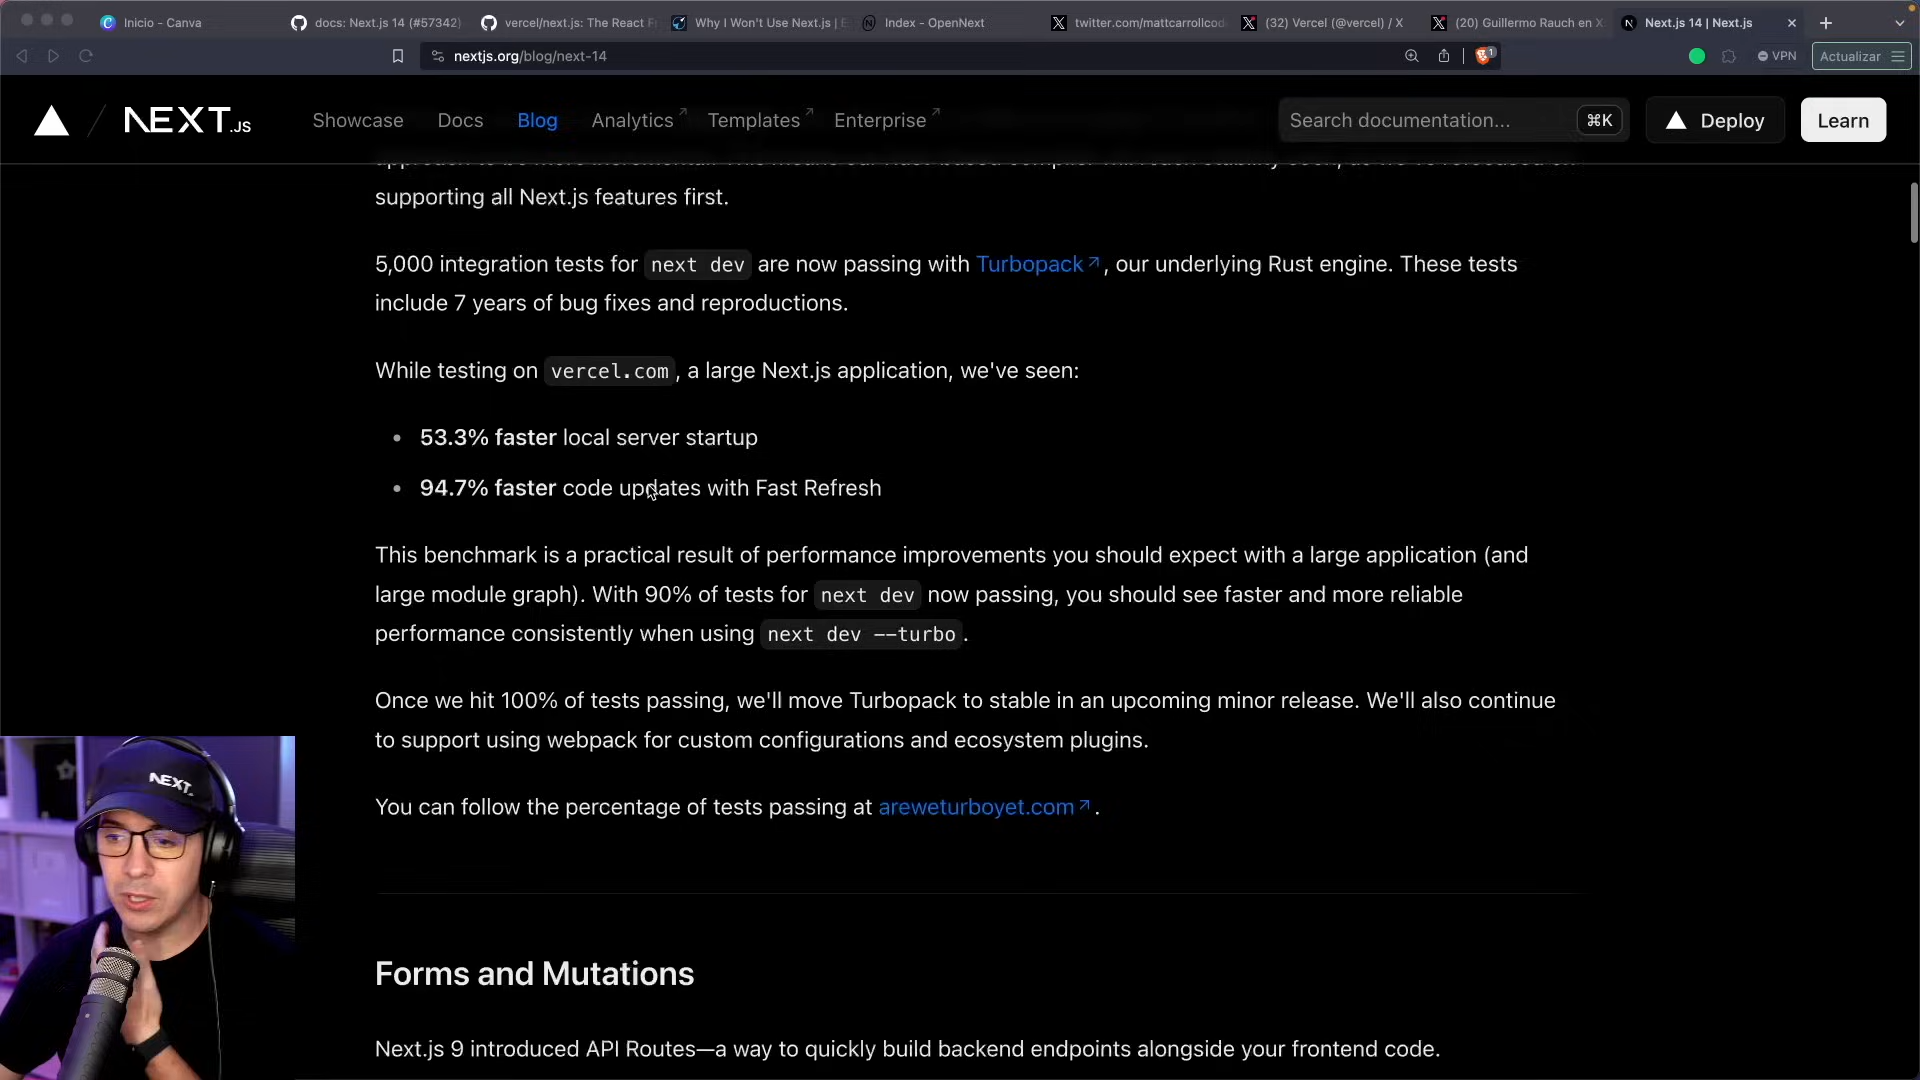 Inicio - Canva
docs: Next.js 14 (#57342)
vercel/next.js: The React Fr
Why I Won't Use Next.js | E
Index - OpenNext
twitter.com/mattcarrollcod
(32) Vercel (@vercel) / X
(20) Guillermo Rauch en X
Next.js 14 | Next.js
nextjs.org/blog/next-14
1
VPN
Actualizar
NEXT.JS
Showcase
Docs
Blog
Analytics
Templates
Enterprise
Search documentation...
⌘K
Deploy
Learn
supporting all Next.js features first.
5,000 integration tests for next dev are now passing with Turbopack, our underlying Rust engine. These tests
include 7 years of bug fixes and reproductions.
While testing on vercel.com, a large Next.js application, we've seen:
• 53.3% faster local server startup
• 94.7% faster code updates with Fast Refresh
This benchmark is a practical result of performance improvements you should expect with a large application (and
large module graph). With 90% of tests for next dev now passing, you should see faster and more reliable
performance consistently when using next dev --turbo.
Once we hit 100% of tests passing, we'll move Turbopack to stable in an upcoming minor release. We'll also continue
to support using webpack for custom configurations and ecosystem plugins.
You can follow the percentage of tests passing at areweturboyet.com.
NEXT.
Forms and Mutations
Next.js 9 introduced API Routes—a way to quickly build backend endpoints alongside your frontend code.